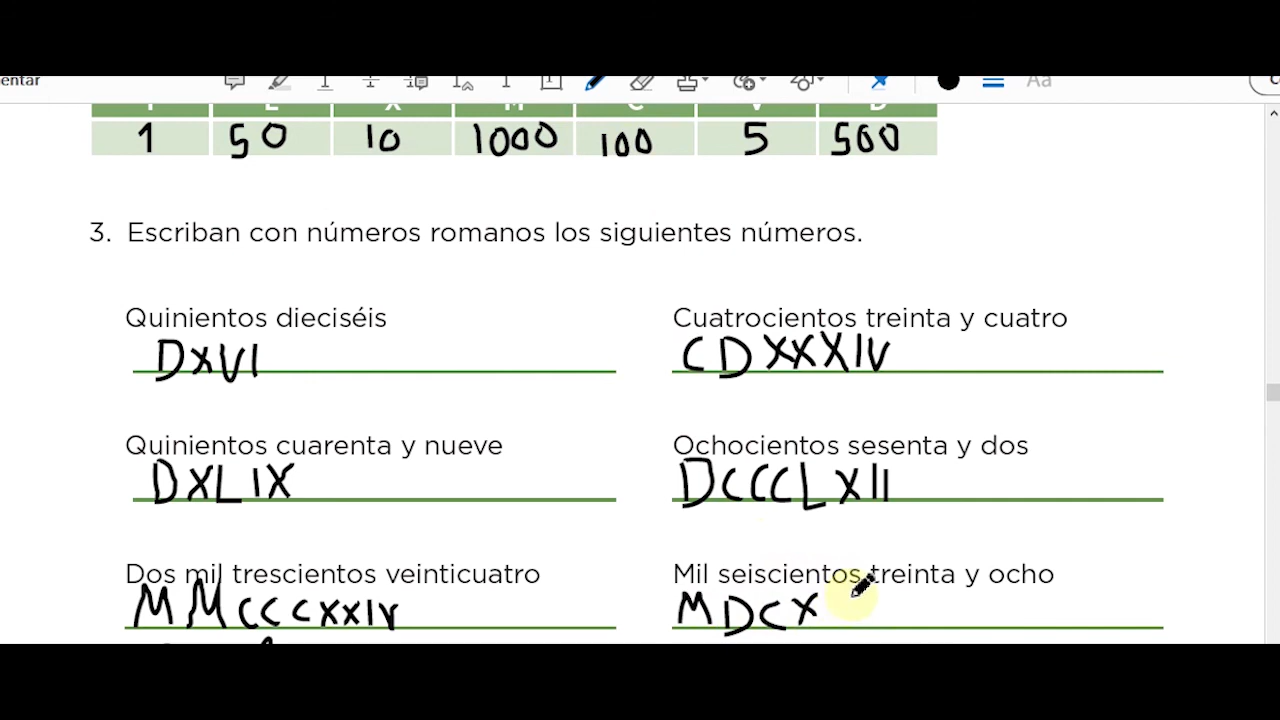 entar
1 50 10 1000 100 5 500
3. Escriban con números romanos los siguientes números.
Quinientos dieciséis
DXVI
Cuatrocientos treinta y cuatro
CDXXXIV
Quinientos cuarenta y nueve
DXLIX
Ochocientos sesenta y dos
DCCCLXII
Dos mil trescientos veinticuatro
MMCCCXXIV
Mil seiscientos treinta y ocho
MDCX